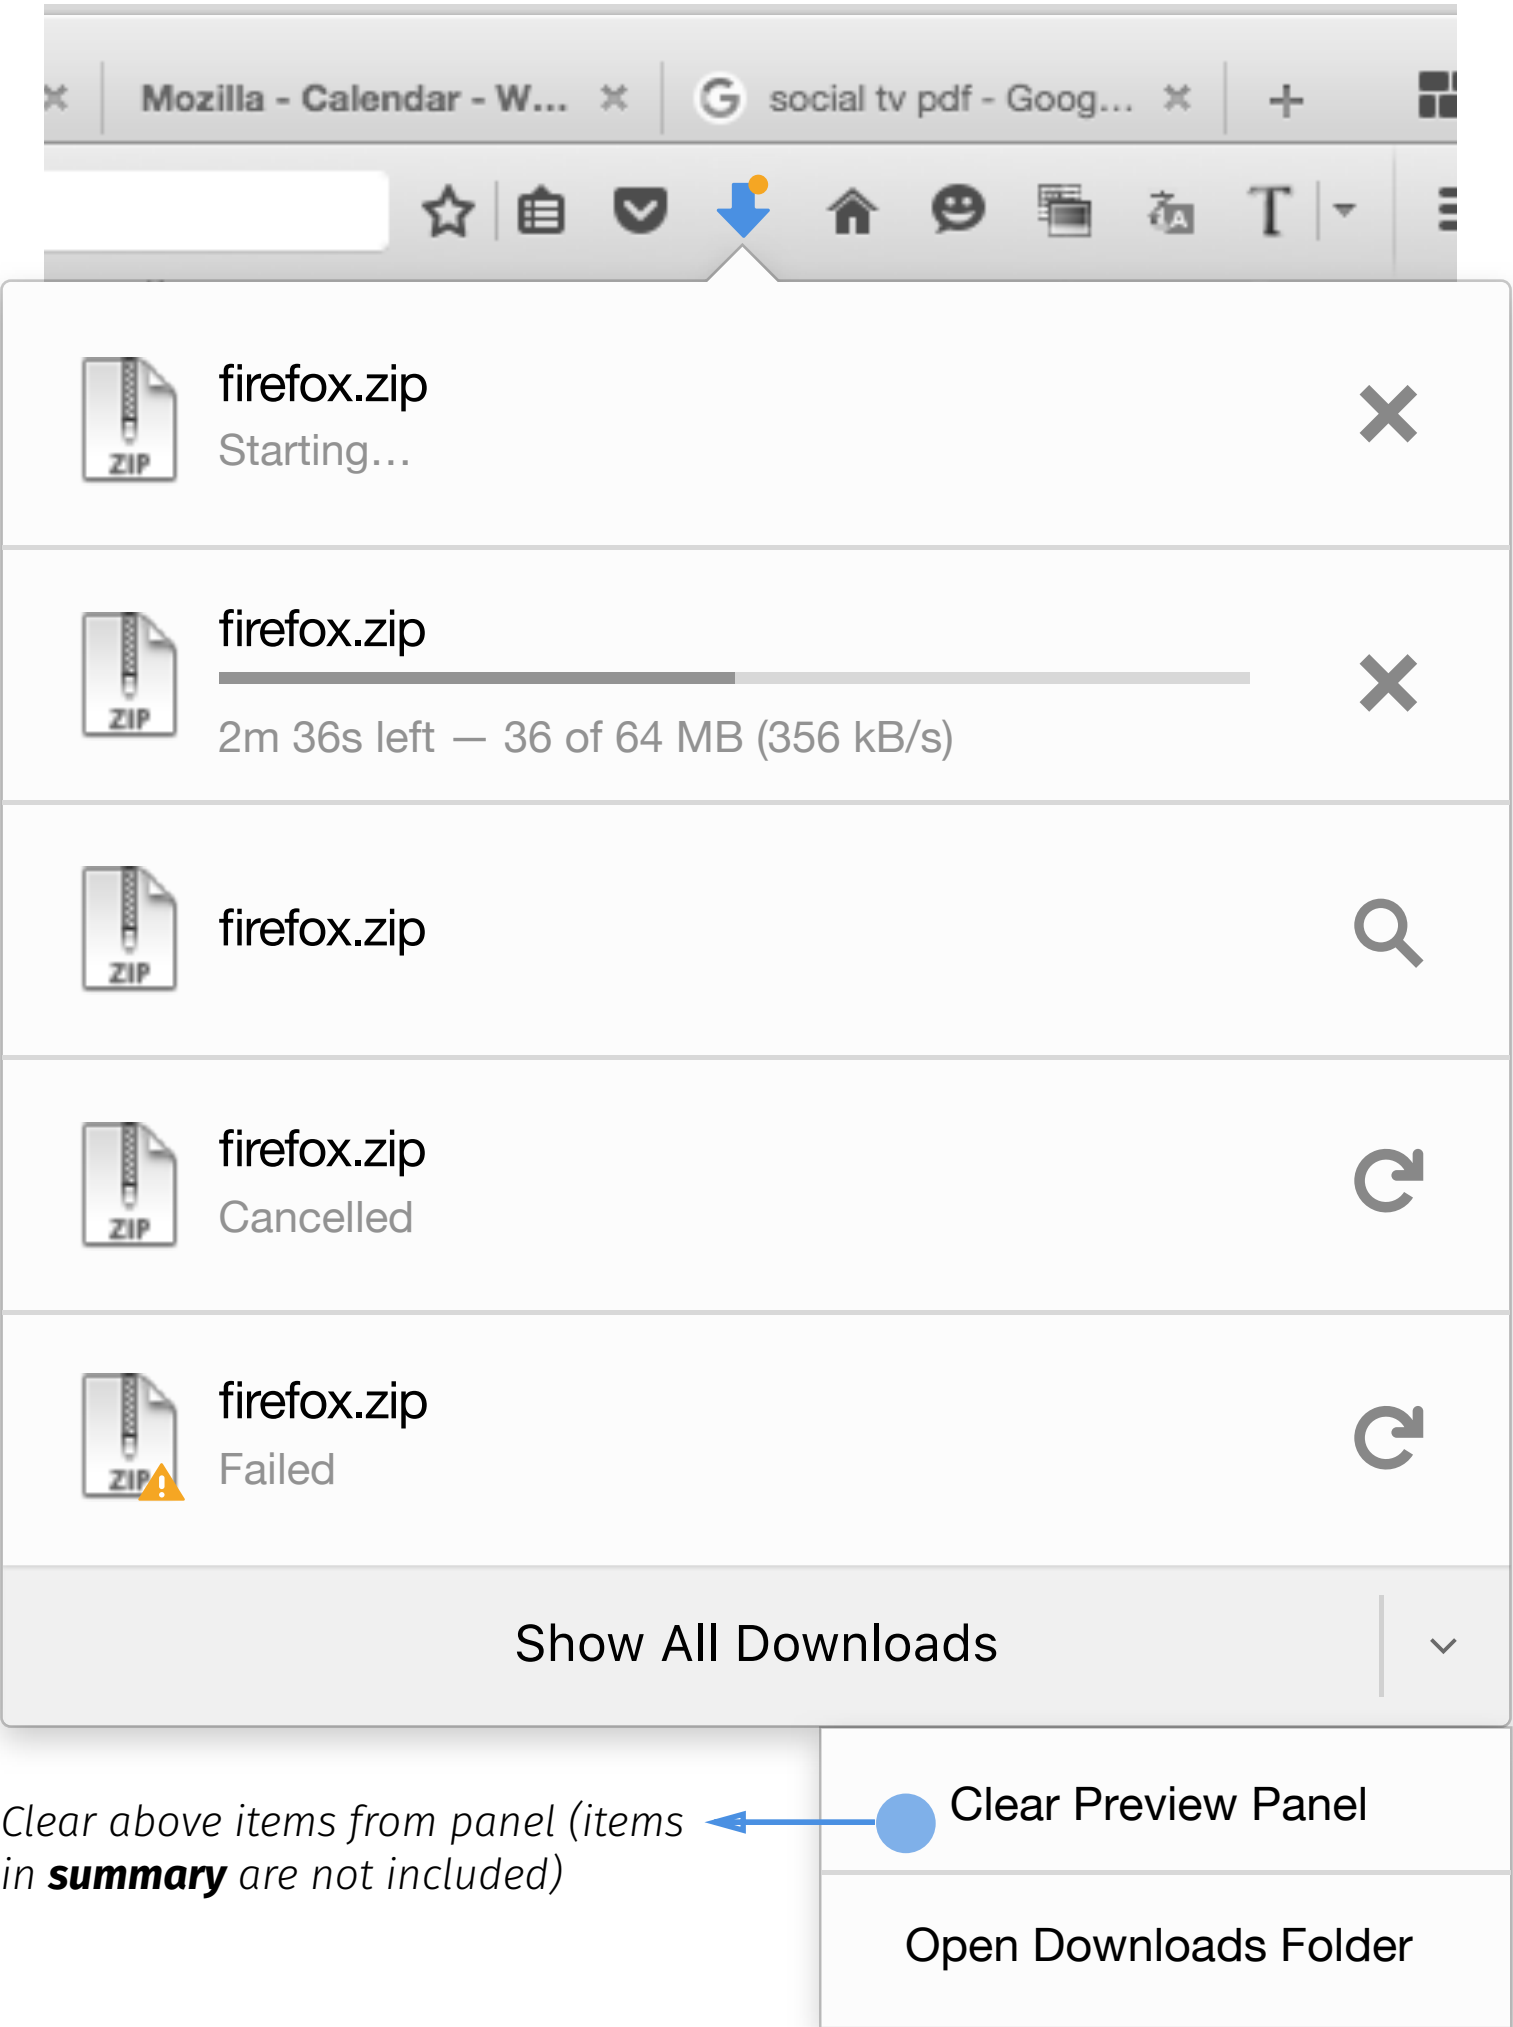 Mozilla - Calendar - W...
social tv pdf - Goog...
T
firefox.zip
Starting...
ZIP
firefox.zip
2m 36s left — 36 of 64 MB (356 kB/s)
ZIP
firefox.zip
ZIP
firefox.zip
Cancelled
ZIP
firefox.zip
Failed
ZIP
Show All Downloads
Clear Preview Panel
Clear above items from panel (items
in summary are not included)
Open Downloads Folder